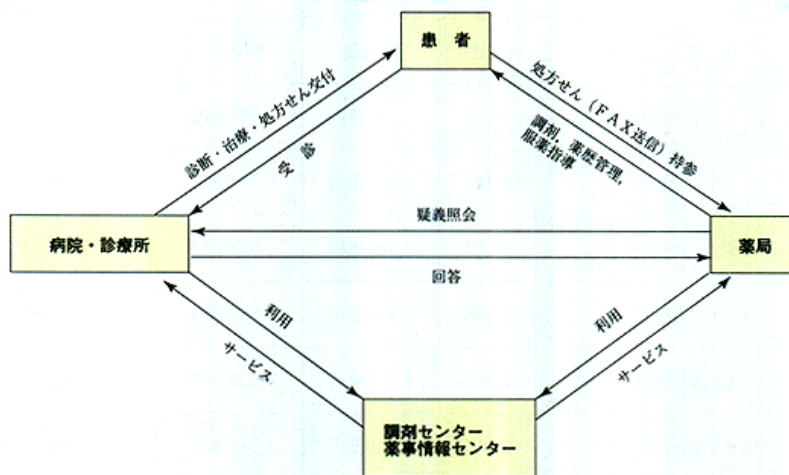 患者
診断・治療・処方せん交付
受診
処方せん（FAX送信）持参
調剤，薬歴管理，
服薬指導
疑義照会
病院・診療所
薬局
回答
利用
サービス
利用
サービス
調剤センター
薬事情報センター